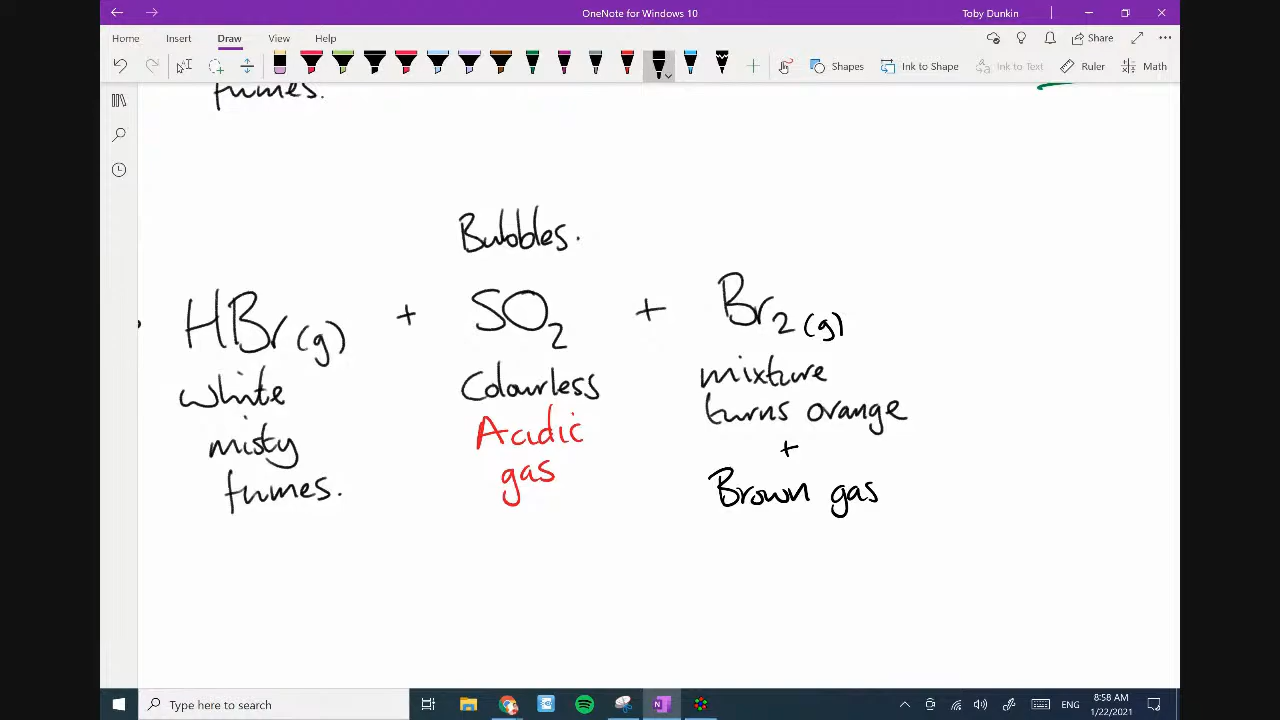 OneNote for Windows 10
Toby Dunkin
Home Insert Draw View Help
Share
Shapes Ink to Shape Ink to Text Ruler Math
fumes.
Bubbles.
HBr(g) + SO2 + Br2(g)
white
misty
fumes.
Colourless
Acidic
gas
mixture
turns orange
+
Brown gas
Type here to search
ENG
8:58 AM
1/22/2021